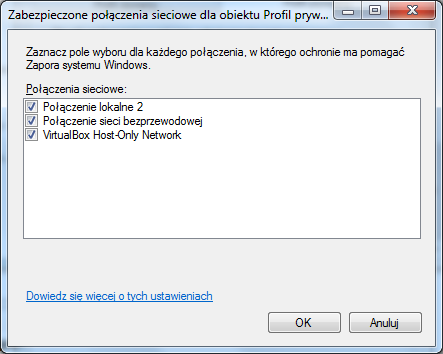 Zabezpieczone połączenia sieciowe dla obiektu Profil pryw...
Zaznacz pole wyboru dla każdego połączenia, w którego ochronie ma pomagać
Zapora systemu Windows.
Połączenia sieciowe:
Połączenie lokalne 2
Połączenie sieci bezprzewodowej
VirtualBox Host-Only Network
Dowiedz się więcej o tych ustawieniach
OK
Anuluj